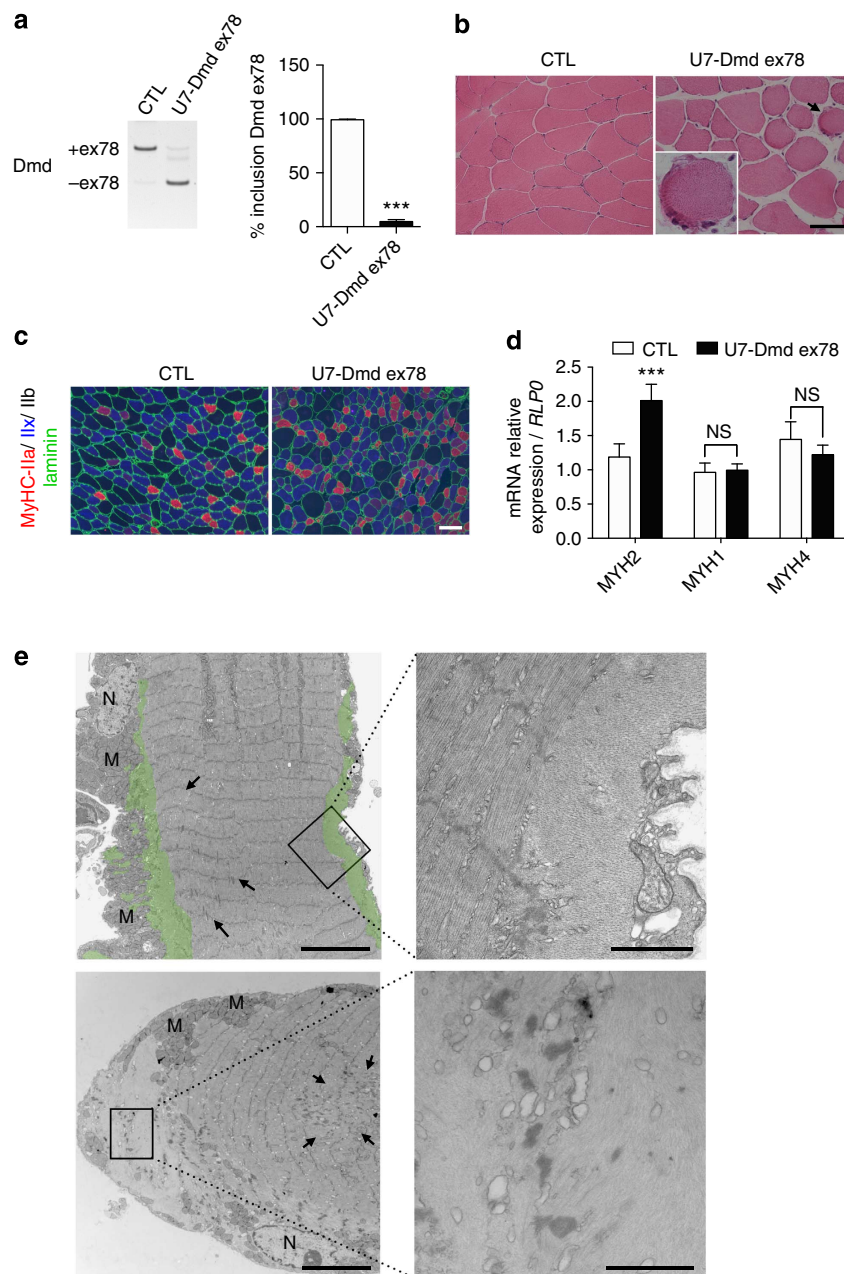 a
CTL
U7-Dmd ex78
Dmd
+ex78
–ex78
% inclusion Dmd ex78
150
100
50
0
***
CTL
U7-Dmd ex78
b
CTL
U7-Dmd ex78
c
CTL
U7-Dmd ex78
MyHC-IIa/ IIx/ IIb
laminin
d
CTL
U7-Dmd ex78
mRNA relative
expression / RLP0
2.5
2.0
1.5
1.0
0.5
0.0
***
NS
NS
MYH2
MYH1
MYH4
e
N
M
M
M
M
N